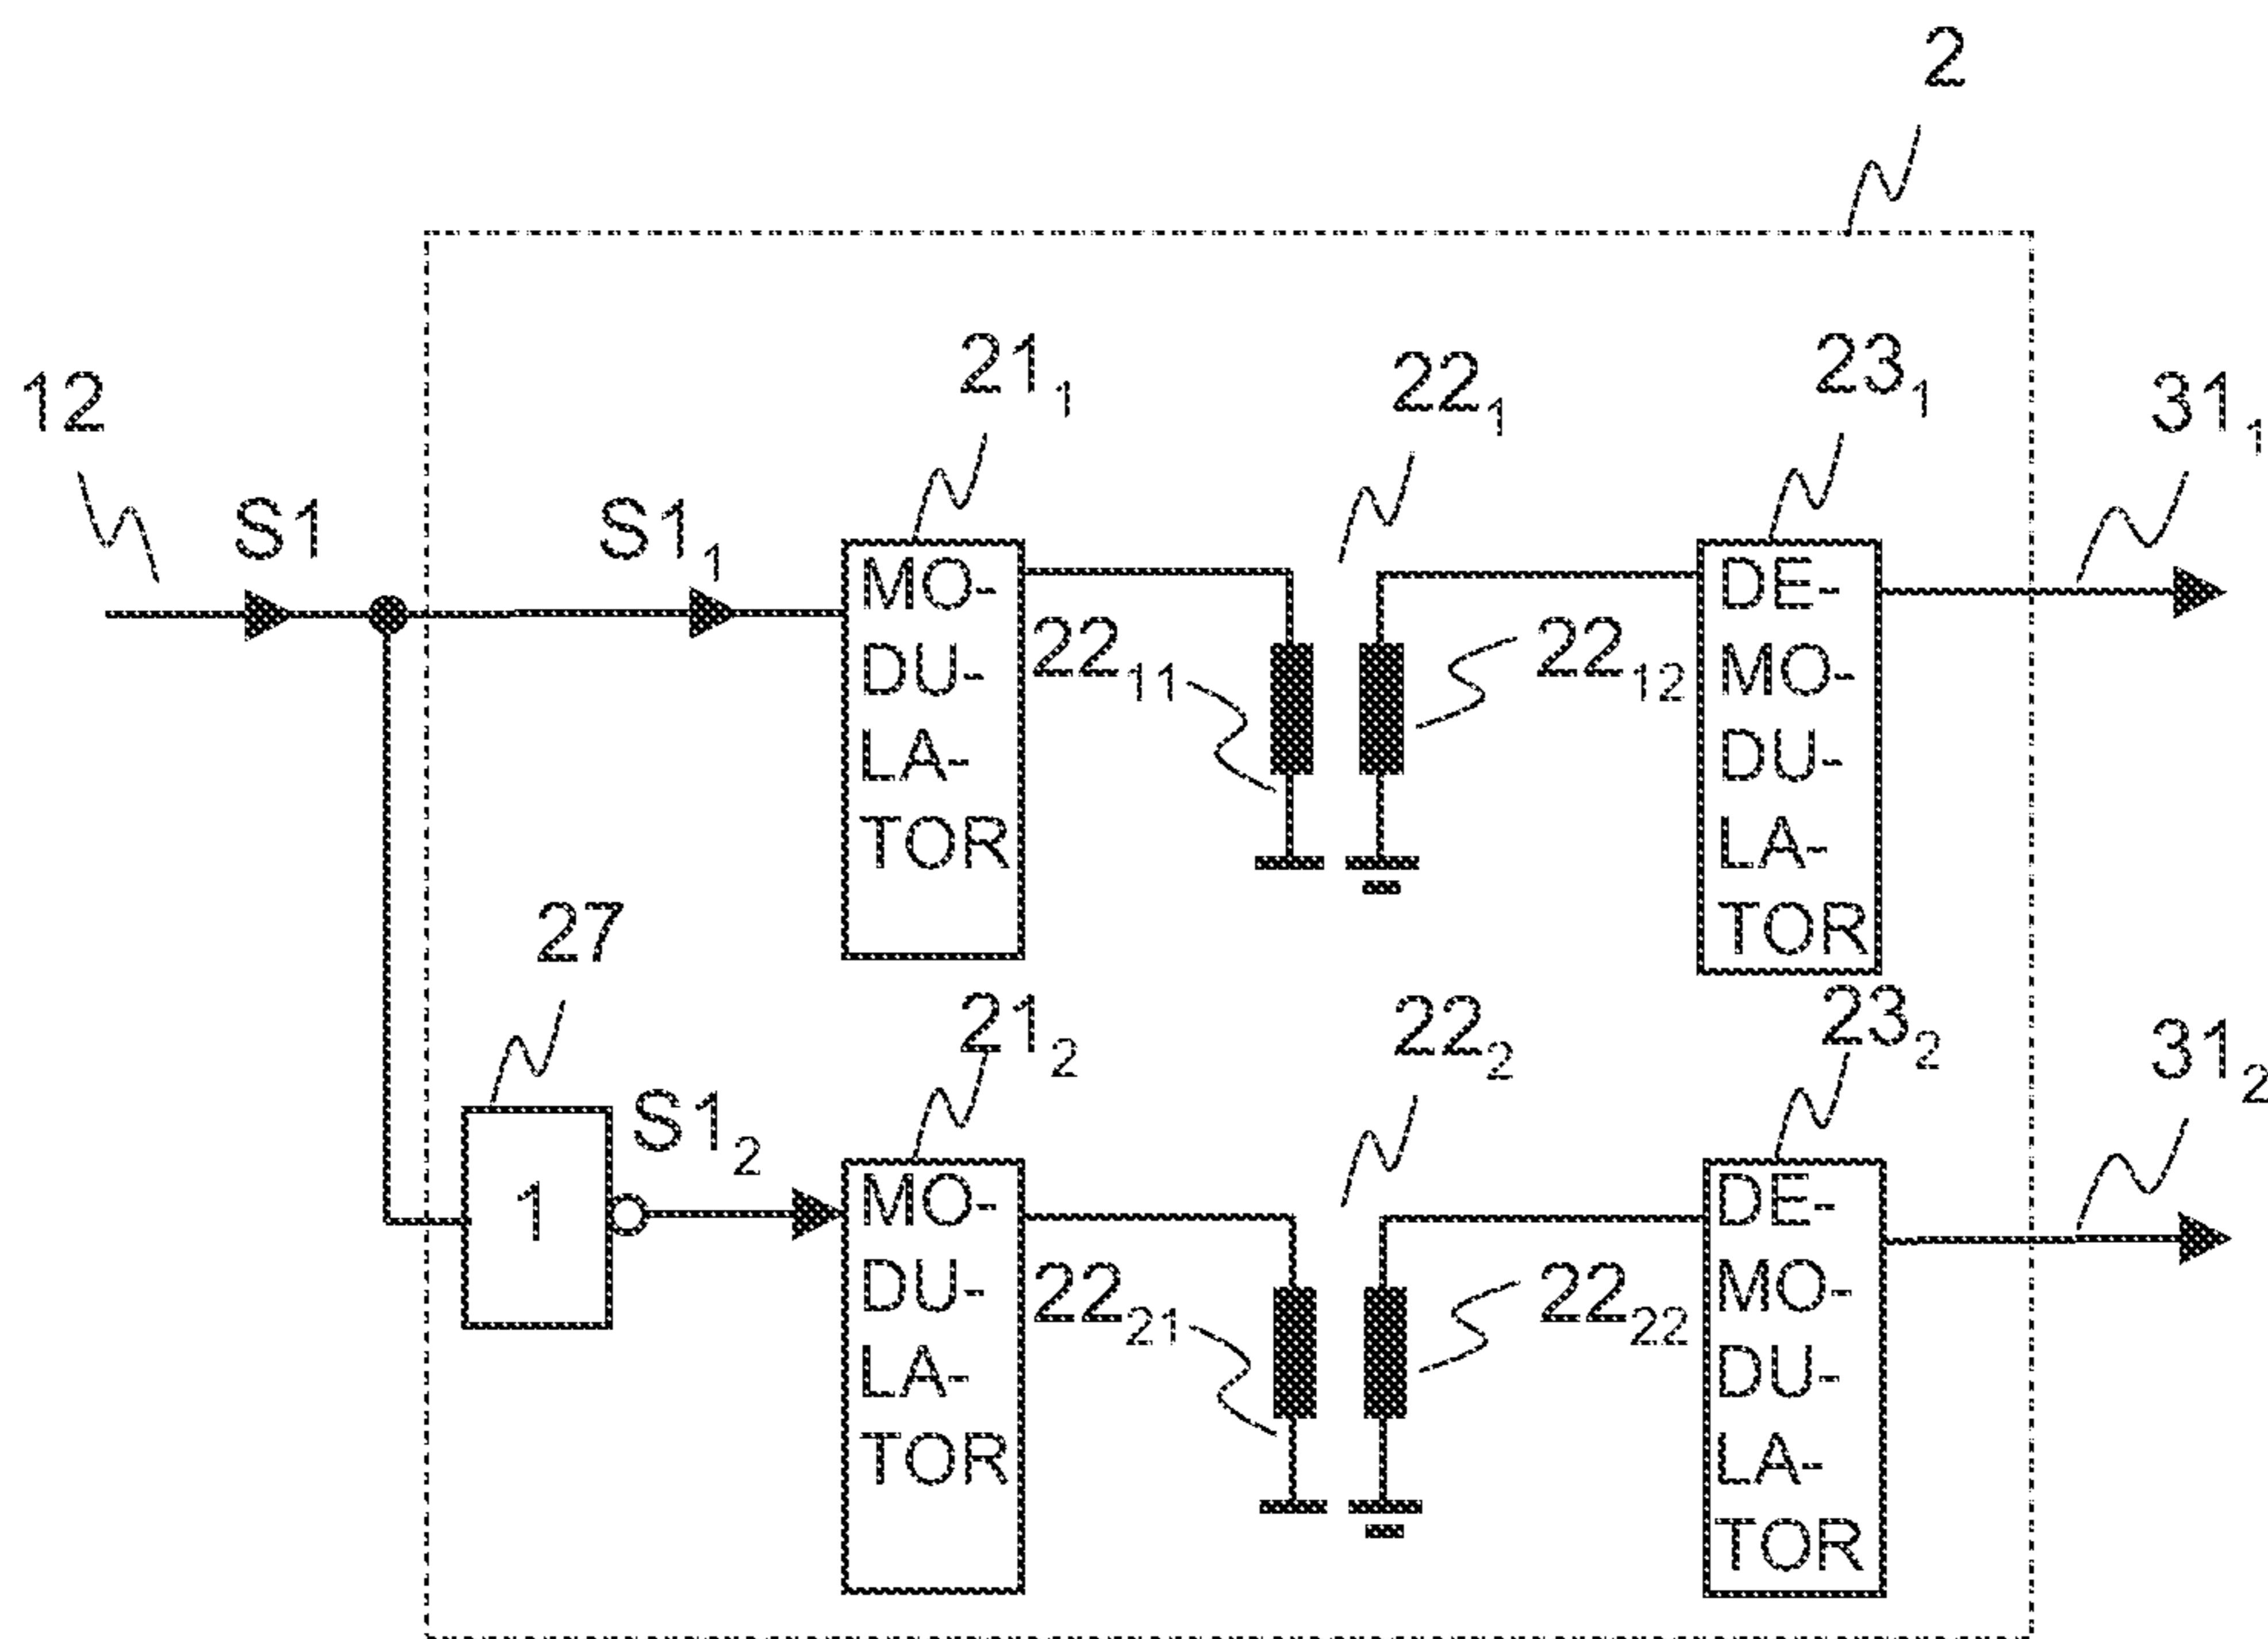 2
12
S1
S1₁
21₁
22₁
23₁
31₁
MO-
DU-
LA-
TOR
22₁₁
22₁₂
DE-
MO-
DU-
LA-
TOR
27
1
S1₂
21₂
22₂
23₂
31₂
MO-
DU-
LA-
TOR
22₂₁
22₂₂
DE-
MO-
DU-
LA-
TOR